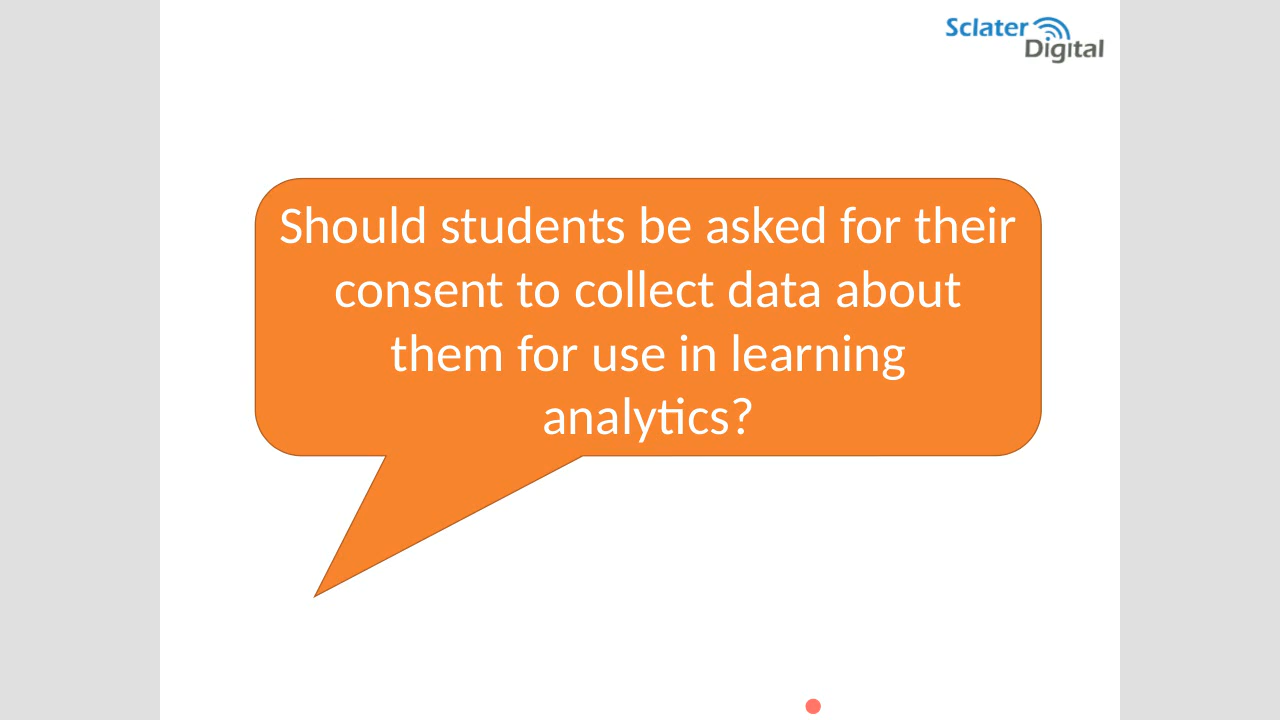 Sclater
Digital
Should students be asked for their
consent to collect data about
them for use in learning
analytics?